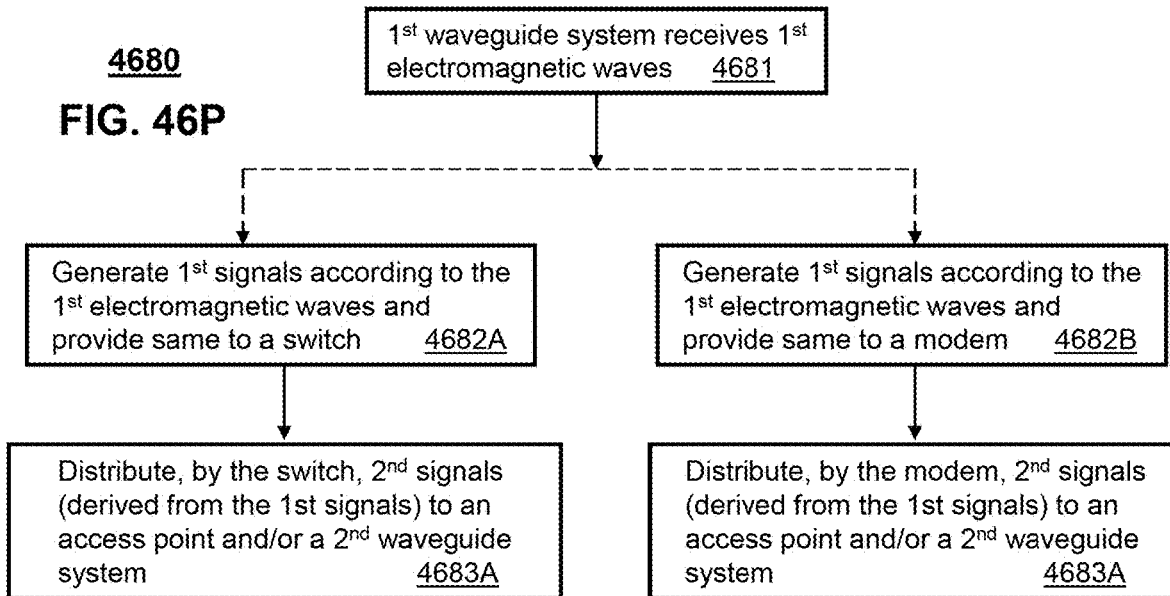 4680
FIG. 46P
1st waveguide system receives 1st
electromagnetic waves 4681
Generate 1st signals according to the
1st electromagnetic waves and
provide same to a switch 4682A
Generate 1st signals according to the
1st electromagnetic waves and
provide same to a modem 4682B
Distribute, by the switch, 2nd signals
(derived from the 1st signals) to an
access point and/or a 2nd waveguide
system 4683A
Distribute, by the modem, 2nd signals
(derived from the 1st signals) to an
access point and/or a 2nd waveguide
system 4683A